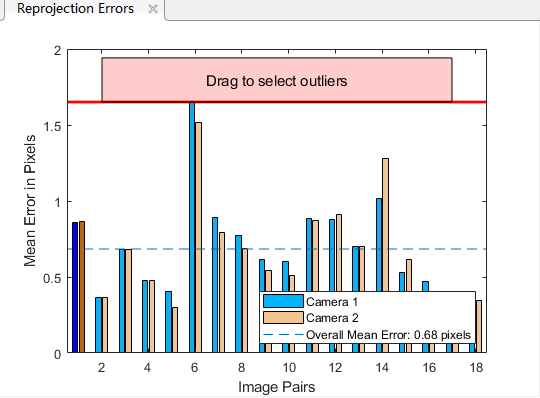 Reprojection Errors
Drag to select outliers
Mean Error in Pixels
2
1.5
1
0.5
0
Camera 1
Camera 2
Overall Mean Error: 0.68 pixels
2 4 6 8 10 12 14 16 18
Image Pairs